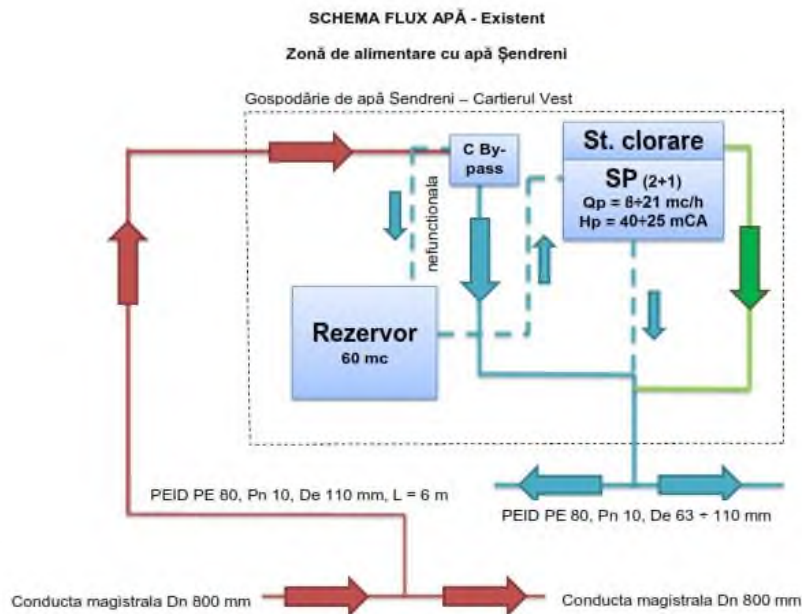 SCHEMA FLUX APĂ - Existent
Zonă de alimentare cu apă Șendreni
Gospodărie de apă Sendreni – Cartierul Vest
C By-
pass
St. clorare
SP (2+1)
Qp = 8÷21 mc/h
Hp = 40÷25 mCA
nefunctionala
Rezervor
60 mc
PEID PE 80, Pn 10, De 110 mm, L = 6 m
PEID PE 80, Pn 10, De 63 ÷ 110 mm
Conducta magistrala Dn 800 mm
Conducta magistrala Dn 800 mm